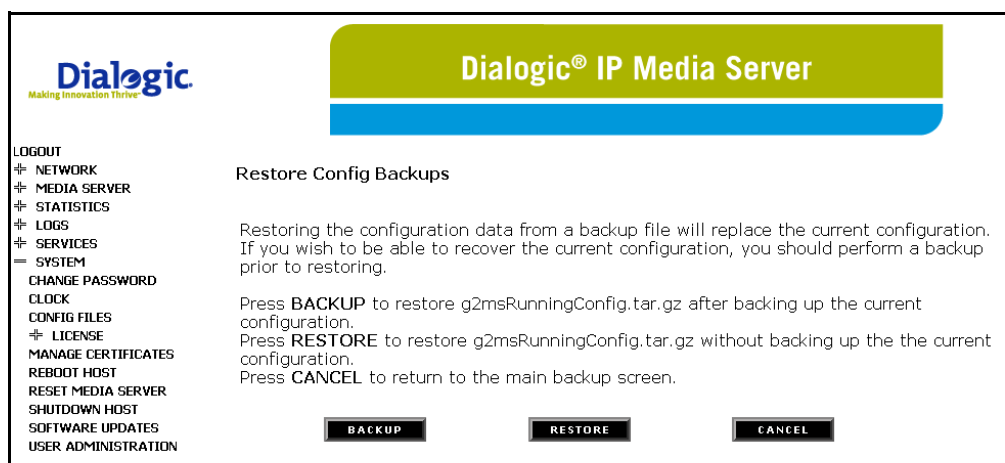 Dialogic.
Making Innovation Thrive™
Dialogic® IP Media Server
LOGOUT
NETWORK
MEDIA SERVER
STATISTICS
LOGS
SERVICES
SYSTEM
CHANGE PASSWORD
CLOCK
CONFIG FILES
LICENSE
MANAGE CERTIFICATES
REBOOT HOST
RESET MEDIA SERVER
SHUTDOWN HOST
SOFTWARE UPDATES
USER ADMINISTRATION
Restore Config Backups
Restoring the configuration data from a backup file will replace the current configuration.
If you wish to be able to recover the current configuration, you should perform a backup
prior to restoring.
Press BACKUP to restore g2msRunningConfig.tar.gz after backing up the current
configuration.
Press RESTORE to restore g2msRunningConfig.tar.gz without backing up the the current
configuration.
Press CANCEL to return to the main backup screen.
BACKUP
RESTORE
CANCEL